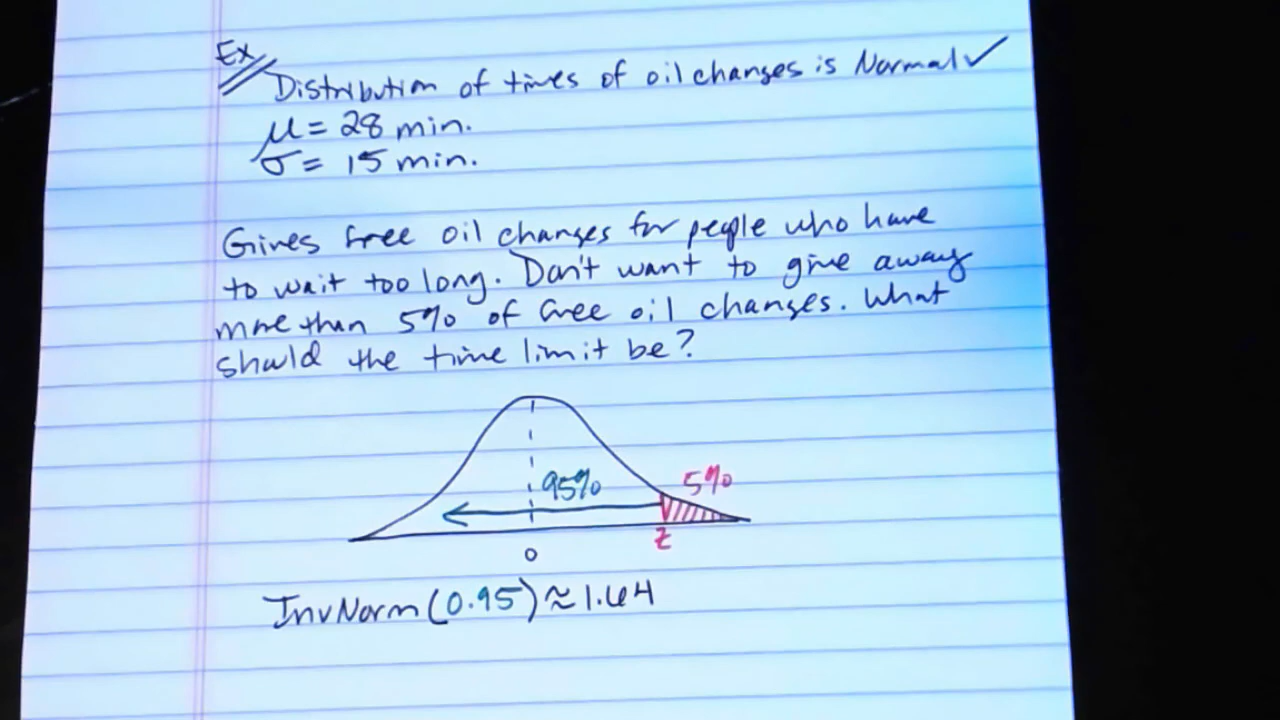 Ex
Distribution of times of oil changes is Normal ✓
μ = 28 min.
σ = 15 min.
Gives free oil changes for people who have
to wait too long. Don't want to give away
more than 5% of free oil changes. What
should the time limit be?
95% 5%
0 z
InvNorm(0.95) ≈ 1.64